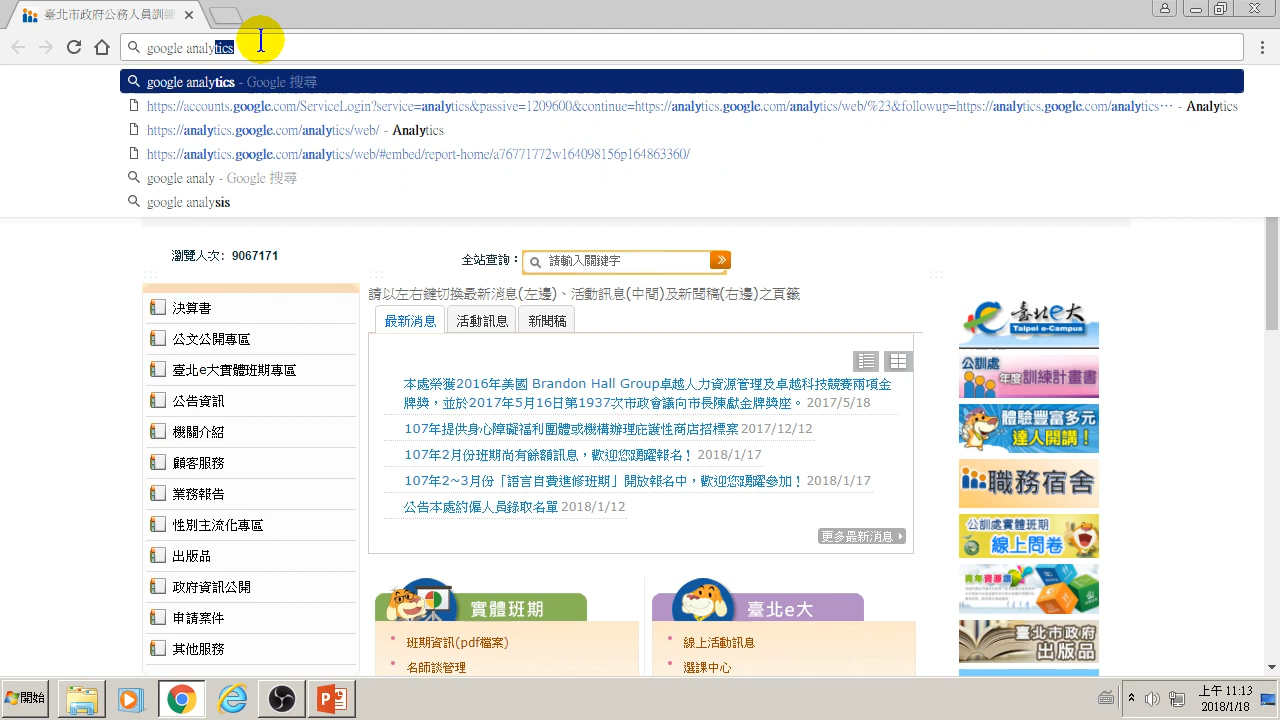 臺北市政府公務人員訓練
google analytics
google analytics - Google 搜尋
https://accounts.google.com/ServiceLogin?service=analytics&passive=1209600&continue=https://analytics.google.com/analytics/web/%23&followup=https://analytics.google.com/analytics··· - Analytics
https://analytics.google.com/analytics/web/ - Analytics
https://analytics.google.com/analytics/web/#embed/report-home/a76771772w164098156p164863360/
google analy - Google 搜尋
google analysis
瀏覽人次: 9067171
全站查詢：
請輸入關鍵字
請以左右鍵切換最新消息(左邊)、活動訊息(中間)及新聞稿(右邊)之頁籤
最新消息
活動訊息
新聞稿
本處榮獲2016年美國 Brandon Hall Group卓越人力資源管理及卓越科技競賽兩項金
牌獎，並於2017年5月16日第1937次市政會議向市長陳獻金牌獎座。 2017/5/18
107年提供身心障礙福利團體或機構辦理庇護性商店招標案 2017/12/12
107年2月份班期尚有餘額訊息，歡迎您踴躍報名！ 2018/1/17
107年2~3月份「語言自費進修班期」開放報名中，歡迎您踴躍參加！ 2018/1/17
公告本處約僱人員錄取名單 2018/1/12
更多最新消息
決算書
公文公開專區
臺北e大實體班期專區
公告資訊
機關介紹
顧客服務
業務報告
性別主流化專區
出版品
政府資訊公開
申請案件
其他服務
實體班期
班期資訊(pdf檔案)
名師談管理
臺北e大
線上活動訊息
選課中心
臺北e大
Taipei e-Campus
公訓處
年度訓練計畫書
體驗豐富多元
達人開講！
職務宿舍
公訓處實體班期
線上問卷
青年資源讚
臺北市政府
出版品
開始
上午 11:13
2018/1/18